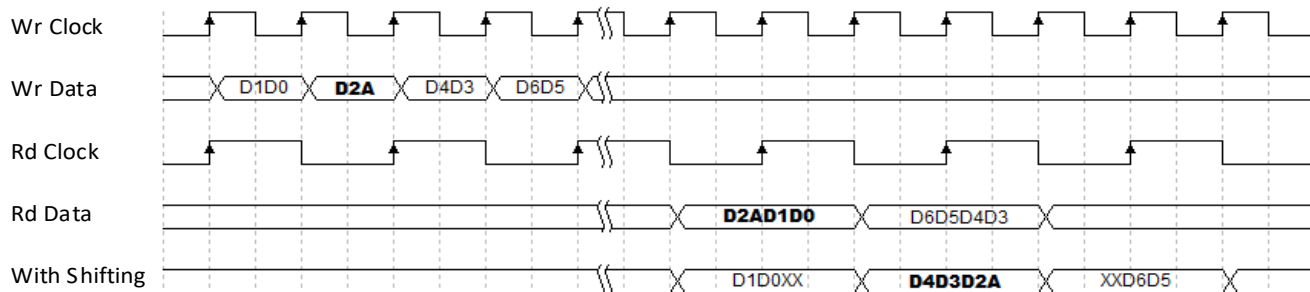 Wr Clock
Wr Data D1D0 D2A D4D3 D6D5
Rd Clock
Rd Data D2AD1D0 D6D5D4D3
With Shifting D1D0XX D4D3D2A XXD6D5